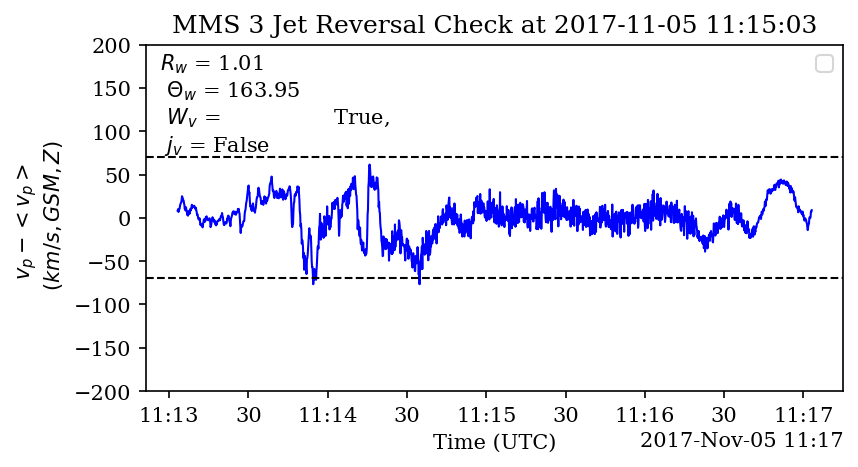 MMS 3 Jet Reversal Check at 2017-11-05 11:15:03
200
150
100
50
0
−50
−100
−150
−200
v_p − < v_p >
(km/s, GSM, Z)
R_w = 1.01
Θ_w = 163.95
W_v = True,
j_v = False
11:13 30 11:14 30 11:15 30 11:16 30 11:17
Time (UTC)
2017-Nov-05 11:17